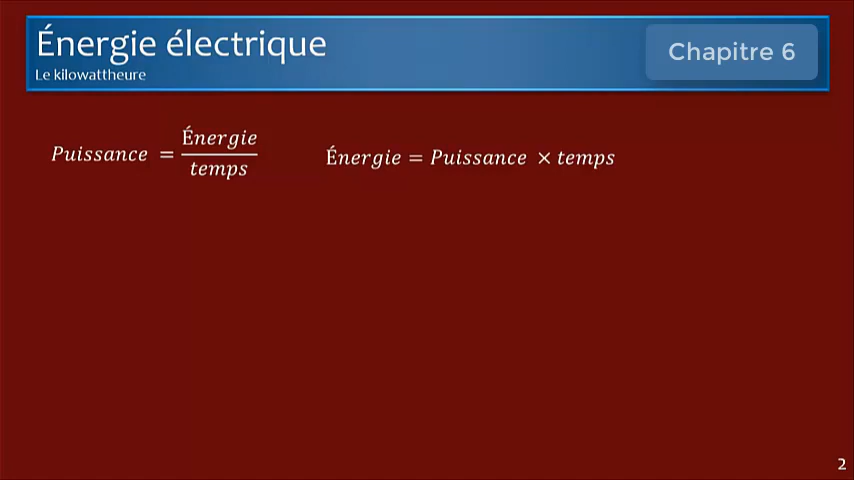 Énergie électrique
Le kilowattheure
Chapitre 6
Puissance = Énergie / temps
Énergie = Puissance × temps
2